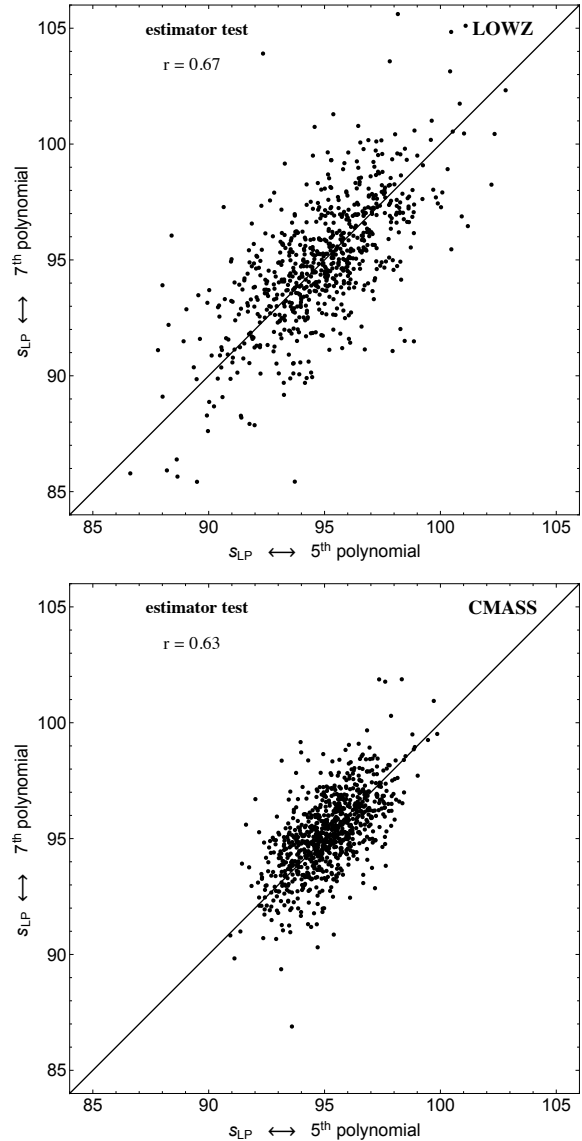 105
estimator test
LOWZ
r = 0.67
100
95
90
85
s_LP ⟷ 7th polynomial
85 90 95 100 105
s_LP ⟷ 5th polynomial
105
estimator test
CMASS
r = 0.63
100
95
90
85
s_LP ⟷ 7th polynomial
85 90 95 100 105
s_LP ⟷ 5th polynomial